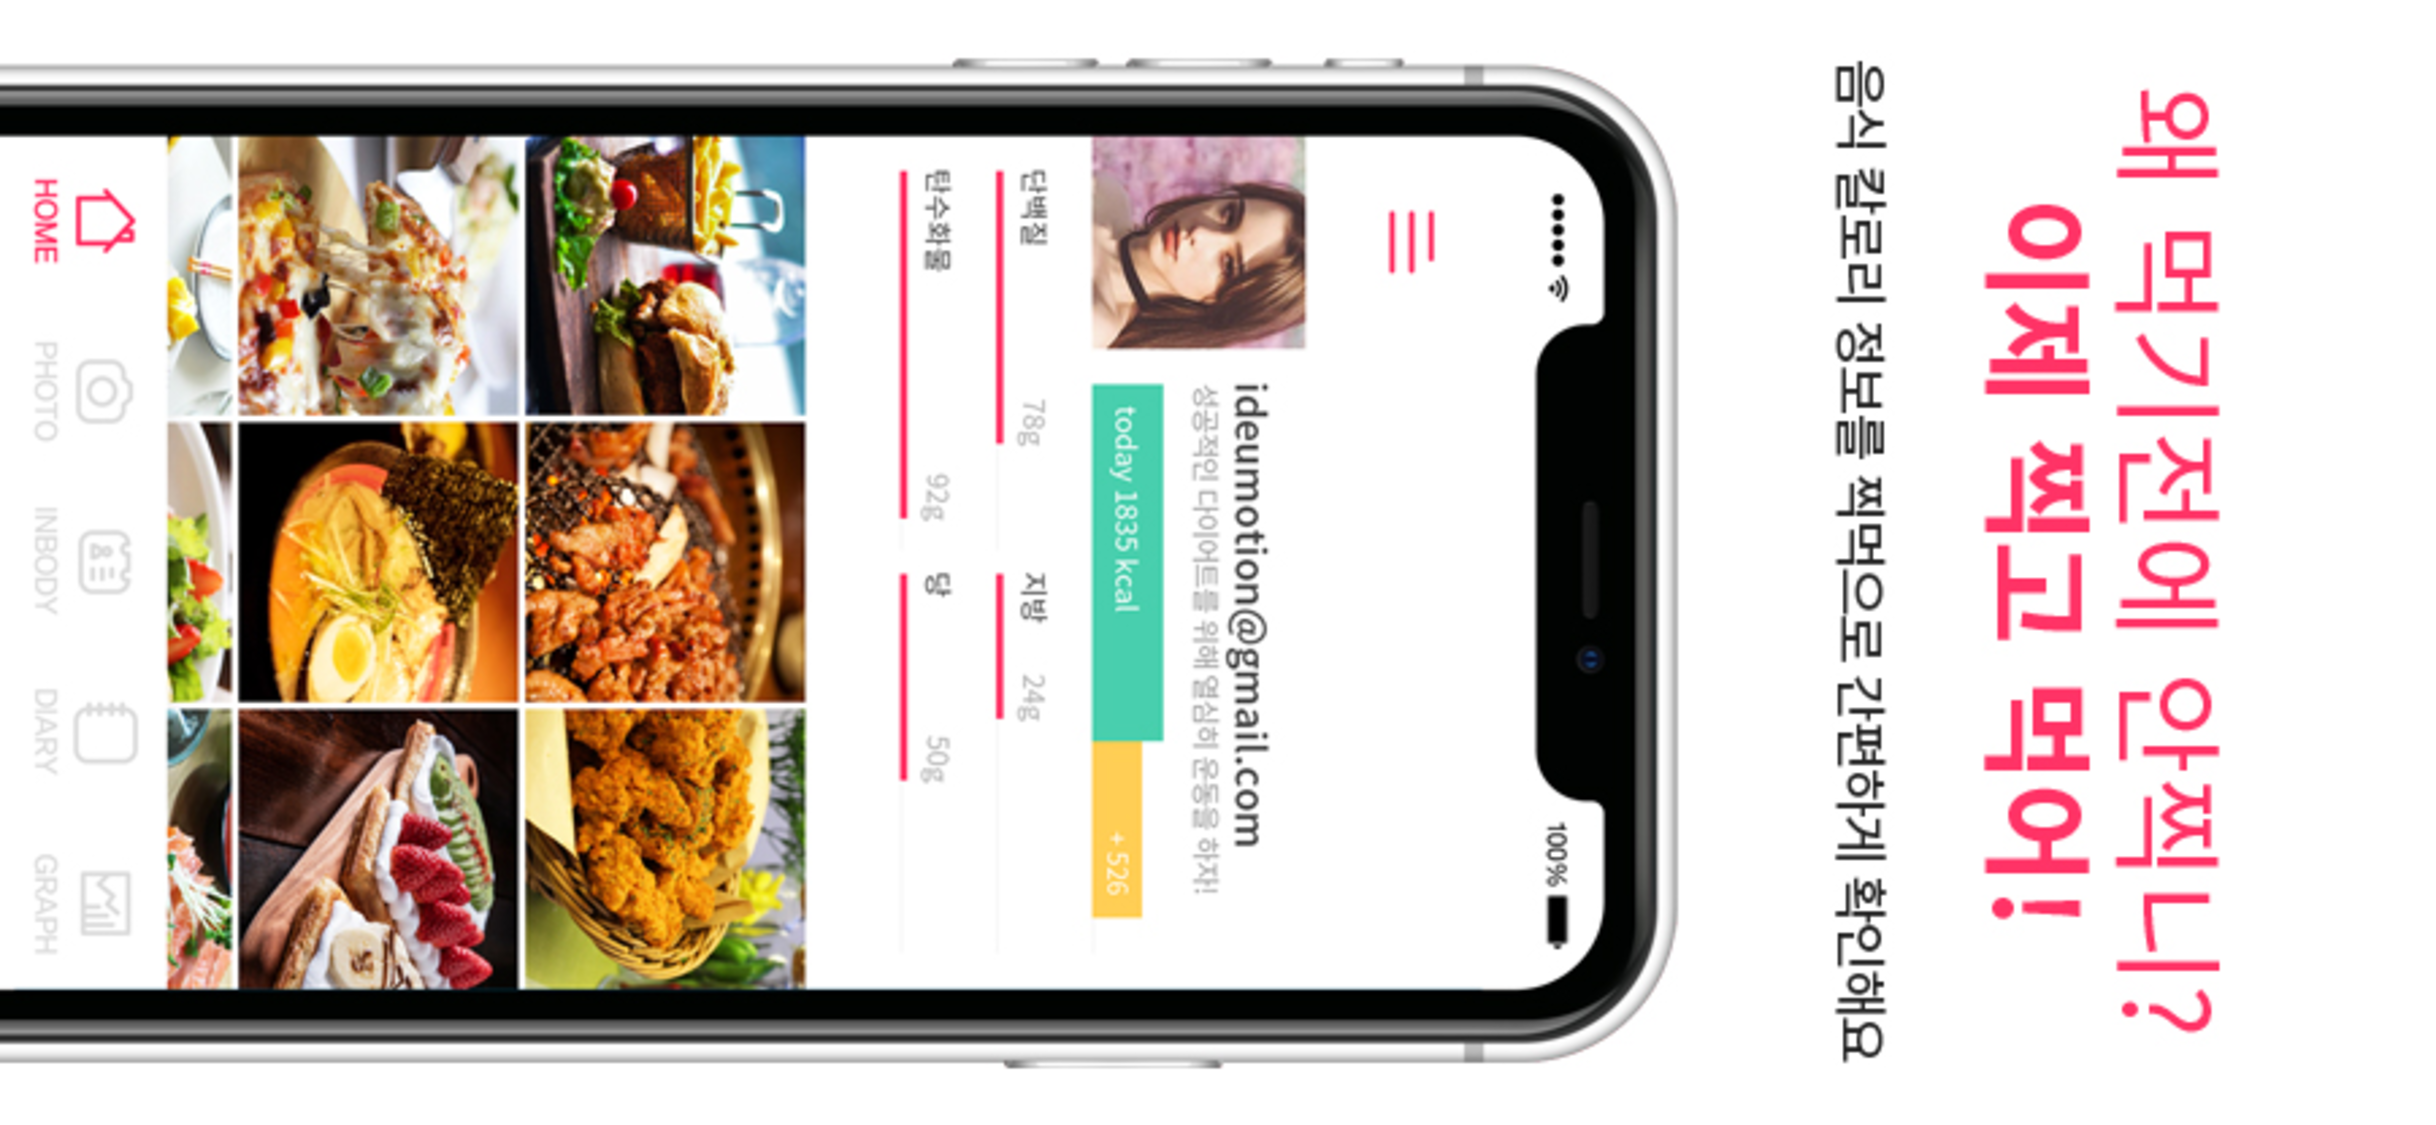 왜 먹기전에 안찍니?
이제 찍고 먹어!
음식 칼로리 정보를 찍먹으로 간편하게 확인해요
100%
ideumotion@gmail.com
성공적인 다이어트를 위해 열심히 운동을 하자!
today 1835 kcal
+ 526
단백질 78g
지방 24g
탄수화물 92g
당 50g
HOME
PHOTO
INBODY
DIARY
GRAPH